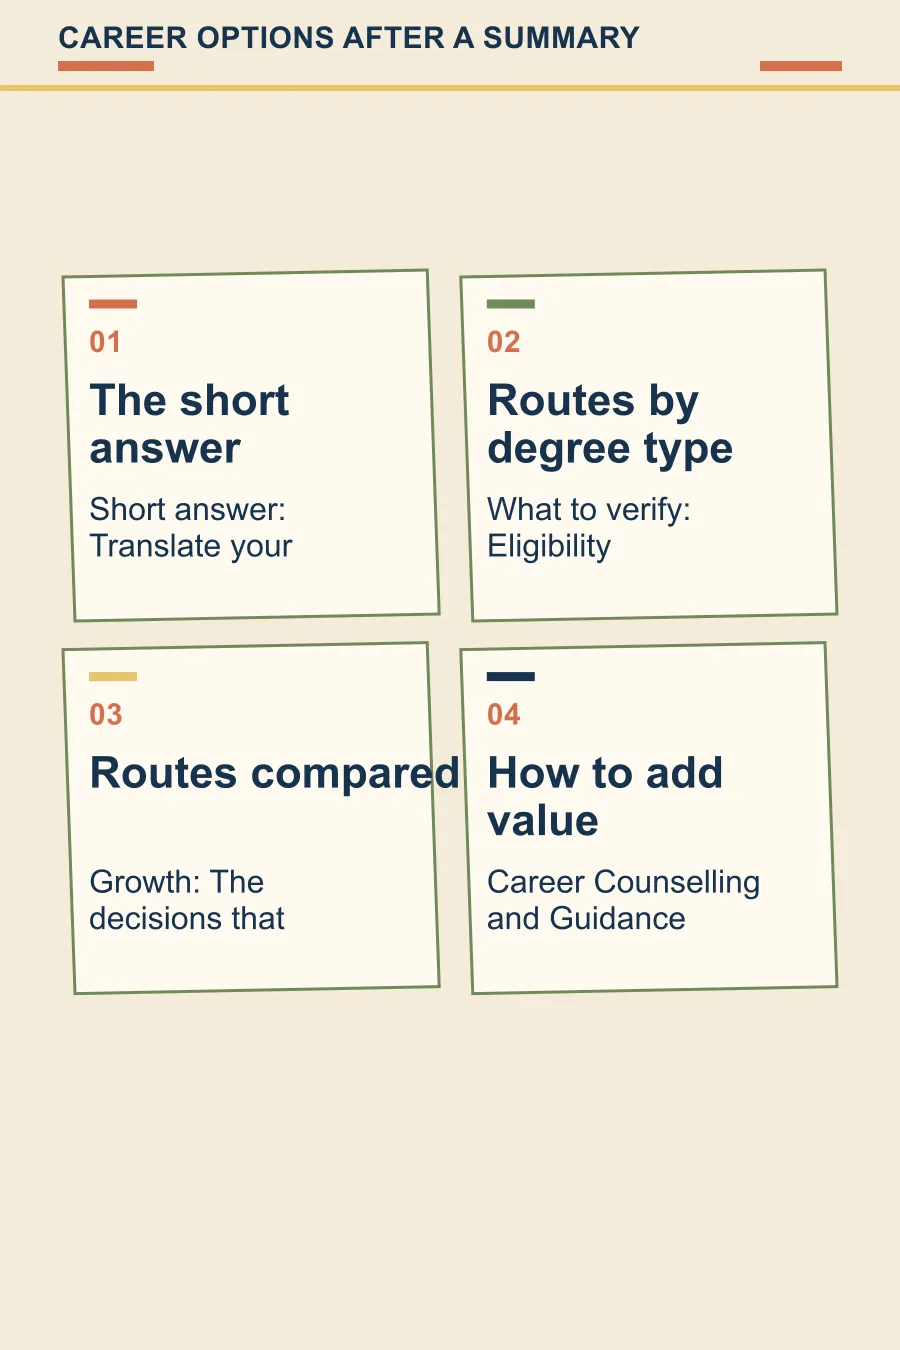 CAREER OPTIONS AFTER A SUMMARY
01
The short
answer
Short answer:
Translate your
02
Routes by
degree type
What to verify:
Eligibility
03
Routes compared
Growth: The
decisions that
04
How to add
value
Career Counselling
and Guidance